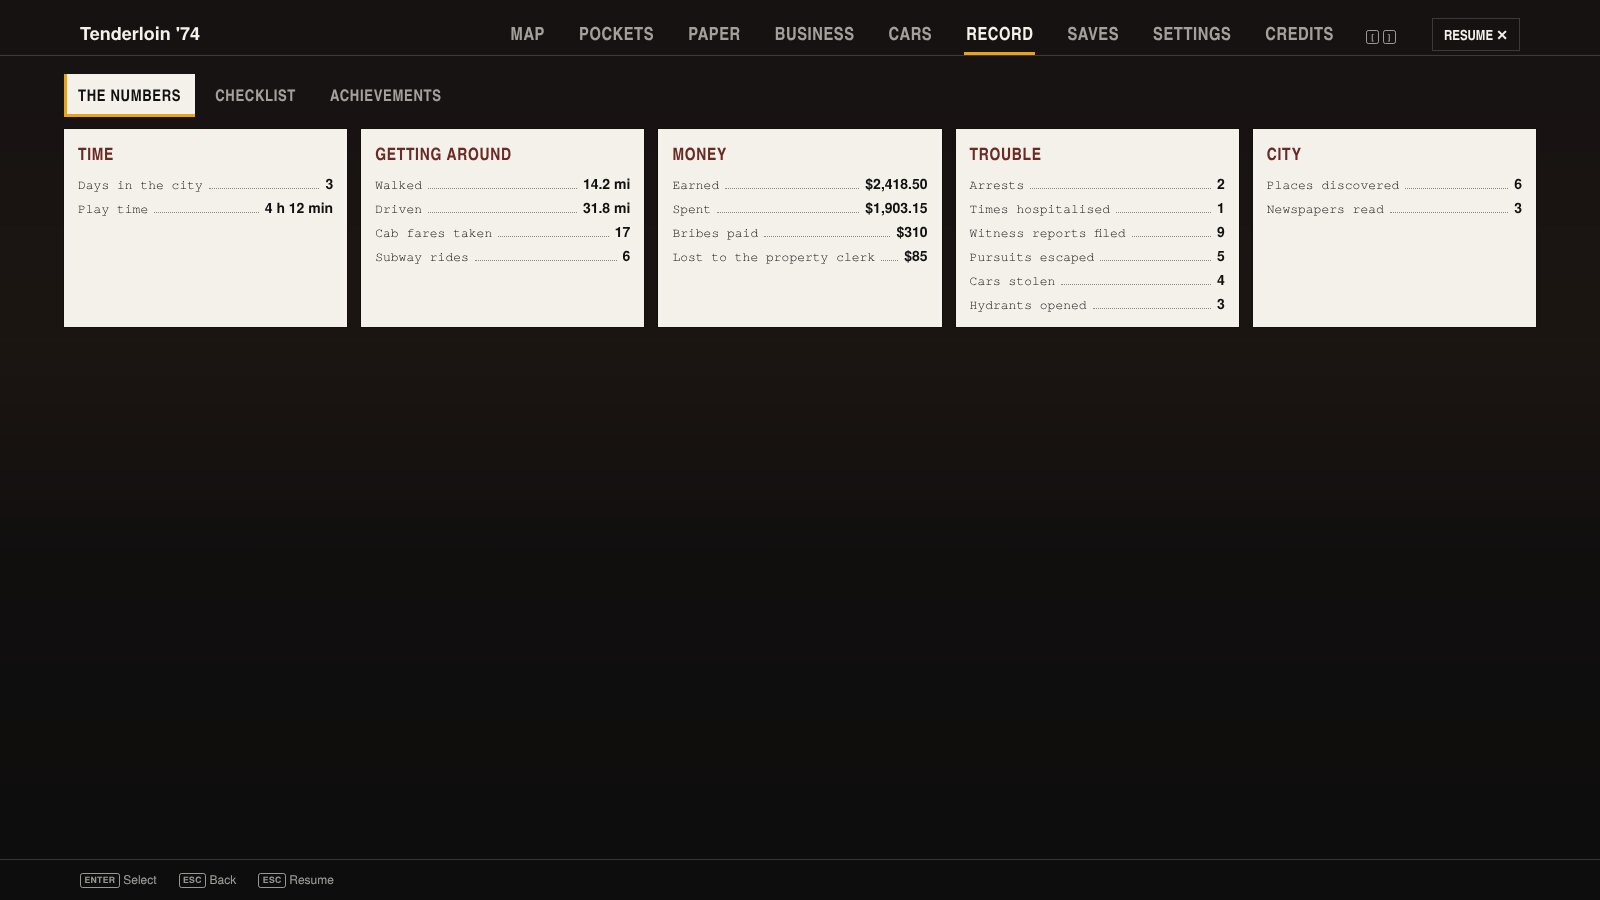 Tenderloin '74
MAP POCKETS PAPER BUSINESS CARS RECORD SAVES SETTINGS CREDITS [ ] RESUME ✕
THE NUMBERS CHECKLIST ACHIEVEMENTS
TIME
Days in the city 3
Play time 4 h 12 min
GETTING AROUND
Walked 14.2 mi
Driven 31.8 mi
Cab fares taken 17
Subway rides 6
MONEY
Earned $2,418.50
Spent $1,903.15
Bribes paid $310
Lost to the property clerk $85
TROUBLE
Arrests 2
Times hospitalised 1
Witness reports filed 9
Pursuits escaped 5
Cars stolen 4
Hydrants opened 3
CITY
Places discovered 6
Newspapers read 3
ENTER Select ESC Back ESC Resume